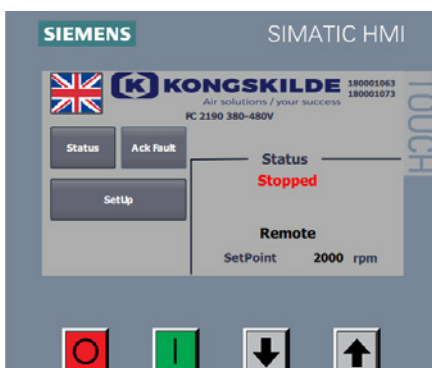 SIEMENS
SIMATIC HMI
TOUCH
K KONGSKILDE
Air solutions / your success
180001063
180001073
FC 2190 380-480V
Status
Ack Fault
SetUp
Status
Stopped
Remote
SetPoint 2000 rpm